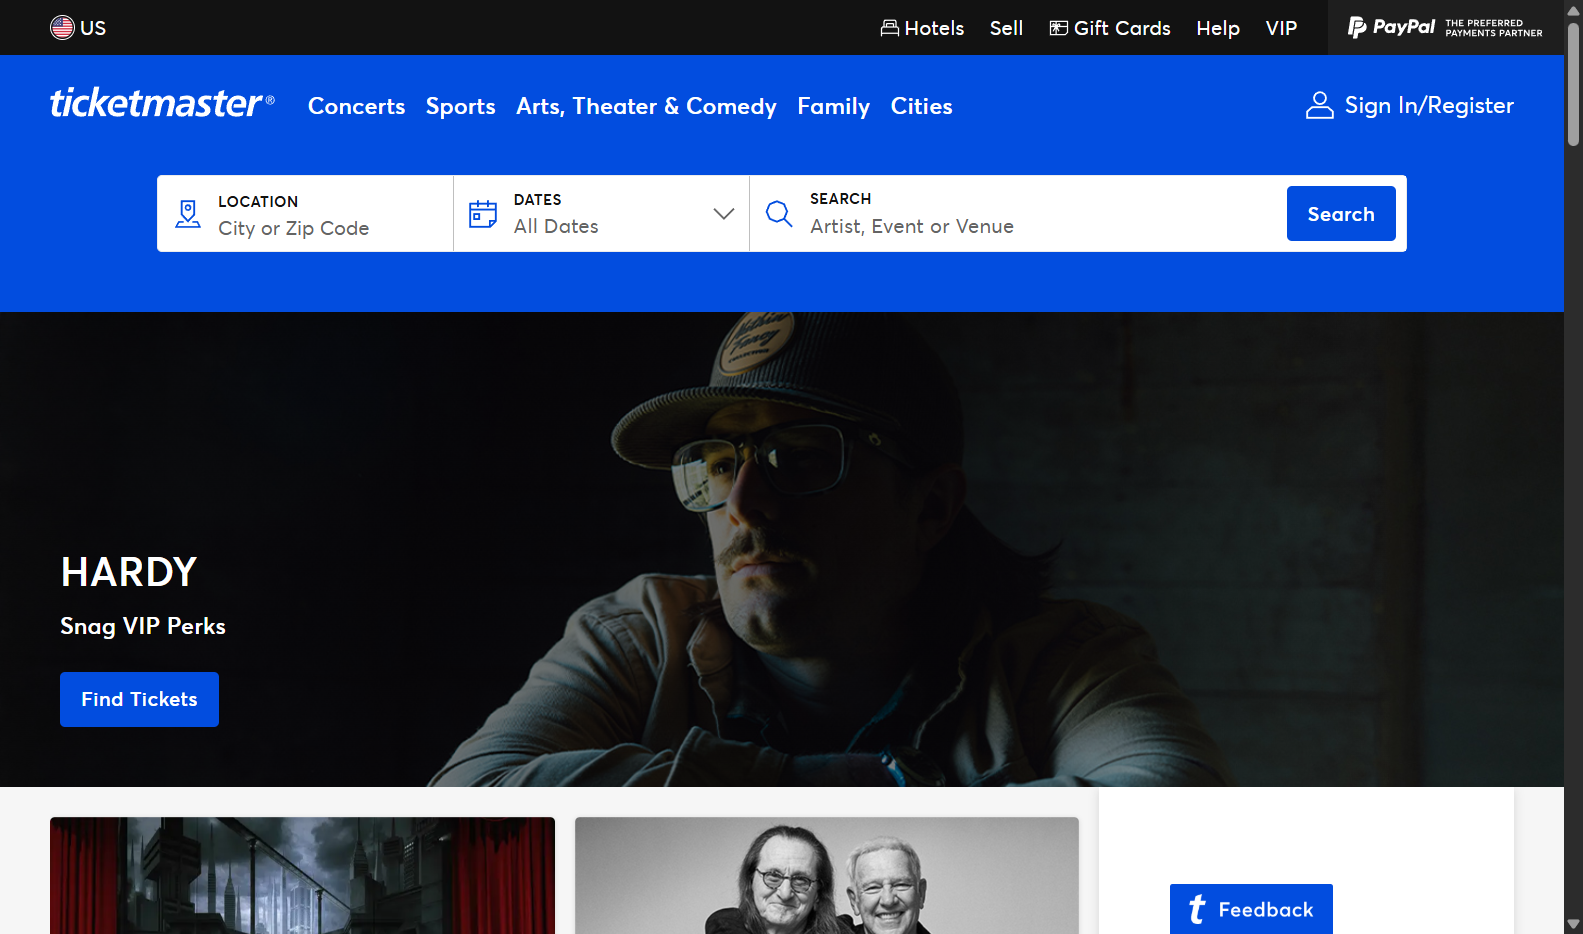 US
Hotels
Sell
Gift Cards
Help
VIP
PayPal
THE PREFERRED
PAYMENTS PARTNER
ticketmaster®
Concerts
Sports
Arts, Theater & Comedy
Family
Cities
Sign In/Register
LOCATION
City or Zip Code
DATES
All Dates
SEARCH
Artist, Event or Venue
Search
HARDY
Snag VIP Perks
Find Tickets
t Feedback